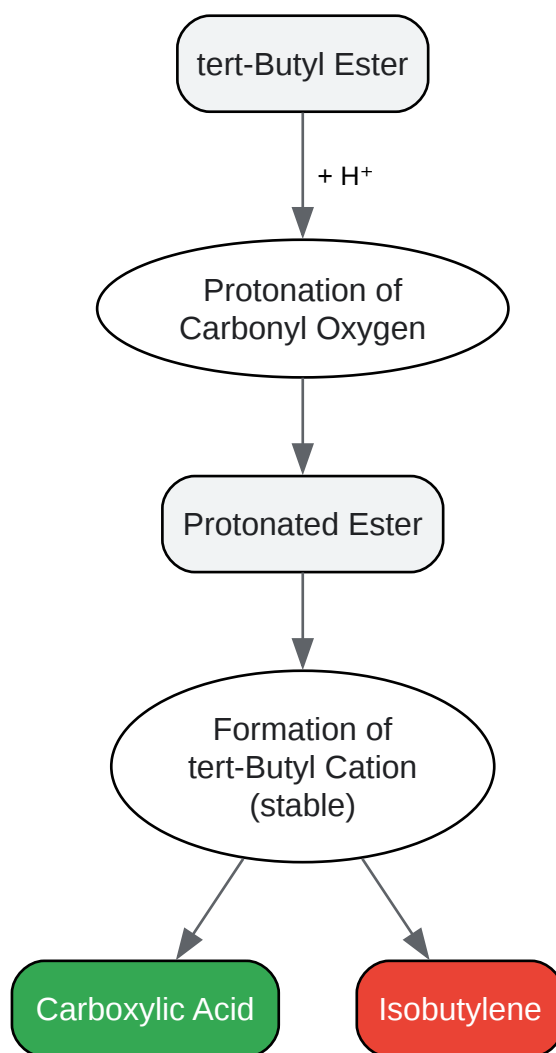 tert-Butyl Ester
+ H⁺
Protonation of
Carbonyl Oxygen
Protonated Ester
Formation of
tert-Butyl Cation
(stable)
Carboxylic Acid
Isobutylene